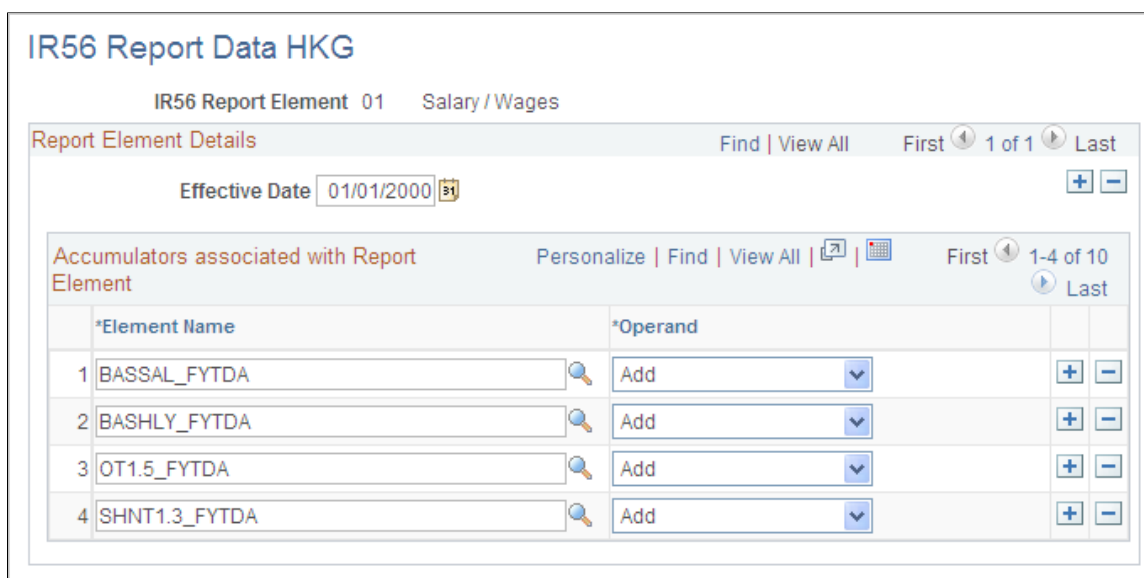 IR56 Report Data HKG
IR56 Report Element 01 Salary / Wages
Report Element Details Find | View All First 1 of 1 Last
Effective Date 01/01/2000 31
Accumulators associated with Report Element Personalize | Find | View All | | First 1-4 of 10 Last
*Element Name *Operand
1 BASSAL_FYTDA Add
2 BASHLY_FYTDA Add
3 OT1.5_FYTDA Add
4 SHNT1.3_FYTDA Add